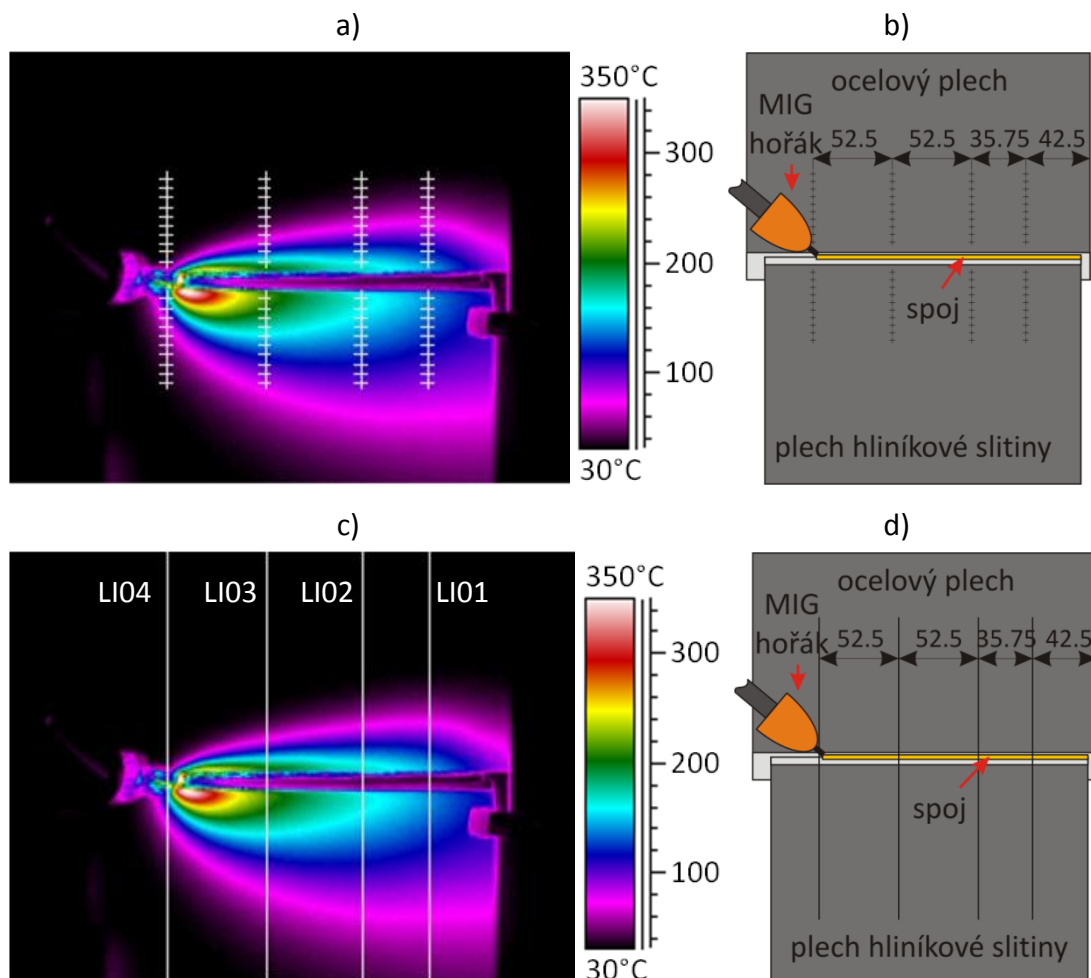 a)
b)
350°C
300
200
100
30°C
ocelový plech
MIG
hořák
52.5
52.5
35.75
42.5
spoj
plech hliníkové slitiny
c)
d)
LI04
LI03
LI02
LI01
350°C
300
200
100
30°C
ocelový plech
MIG
hořák
52.5
52.5
35.75
42.5
spoj
plech hliníkové slitiny